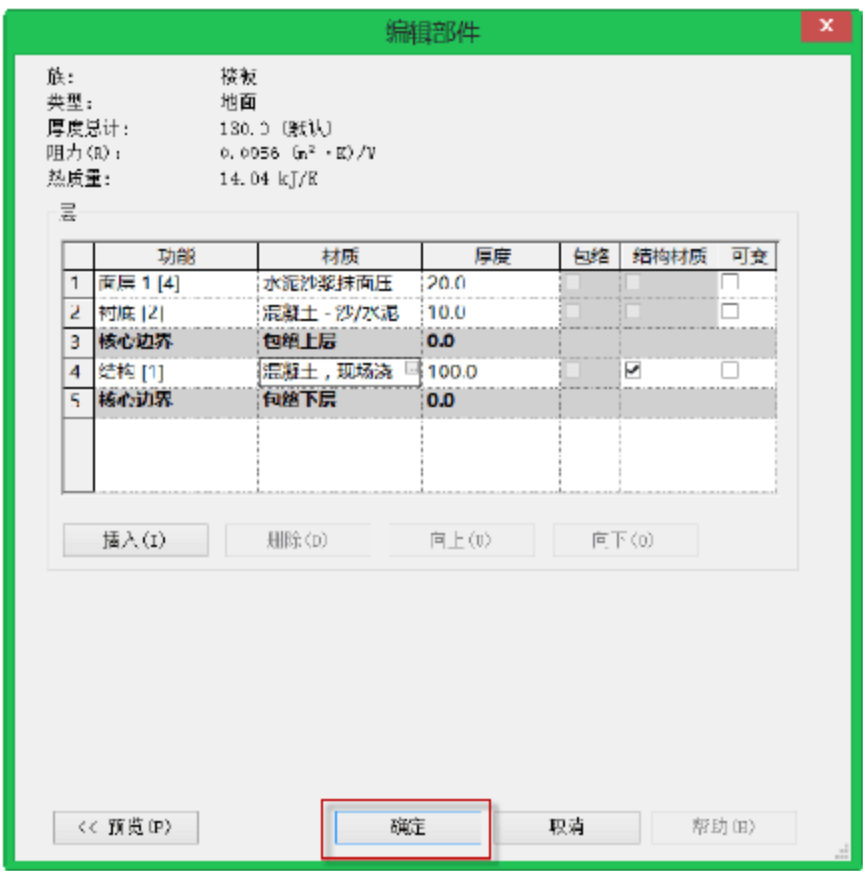 编辑部件
x
族: 楼板
类型: 地面
厚度总计: 130.0 (默认)
阻力(R): 0.0956 (m²·K)/W
热质量: 14.04 kJ/K
层
功能 材质 厚度 包络 结构材质 可变
1 面层 1 [4] 水泥沙浆抹面压 20.0
2 衬底 [2] 混凝土 - 沙/水泥 10.0
3 核心边界 包络上层 0.0
4 结构 [1] 混凝土,现场浇 100.0
5 核心边界 包络下层 0.0
插入(I) 删除(D) 向上(U) 向下(O)
<< 预览(P) 确定 取消 帮助(H)